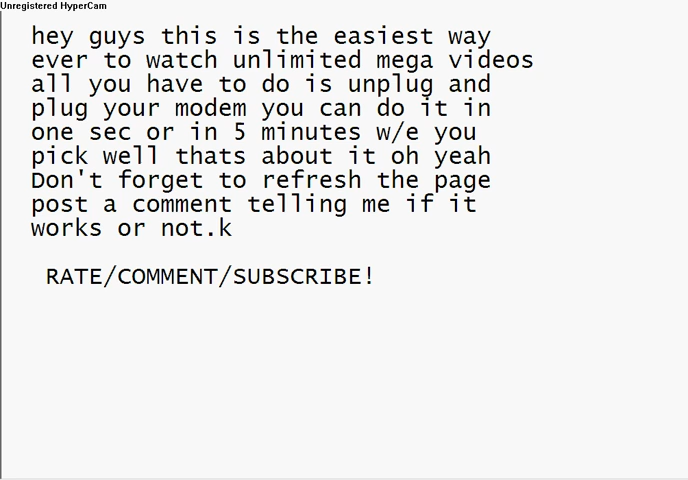 Unregistered HyperCam
hey guys this is the easiest way
ever to watch unlimited mega videos
all you have to do is unplug and
plug your modem you can do it in
one sec or in 5 minutes w/e you
pick well thats about it oh yeah
Don't forget to refresh the page
post a comment telling me if it
works or not.k
RATE/COMMENT/SUBSCRIBE!